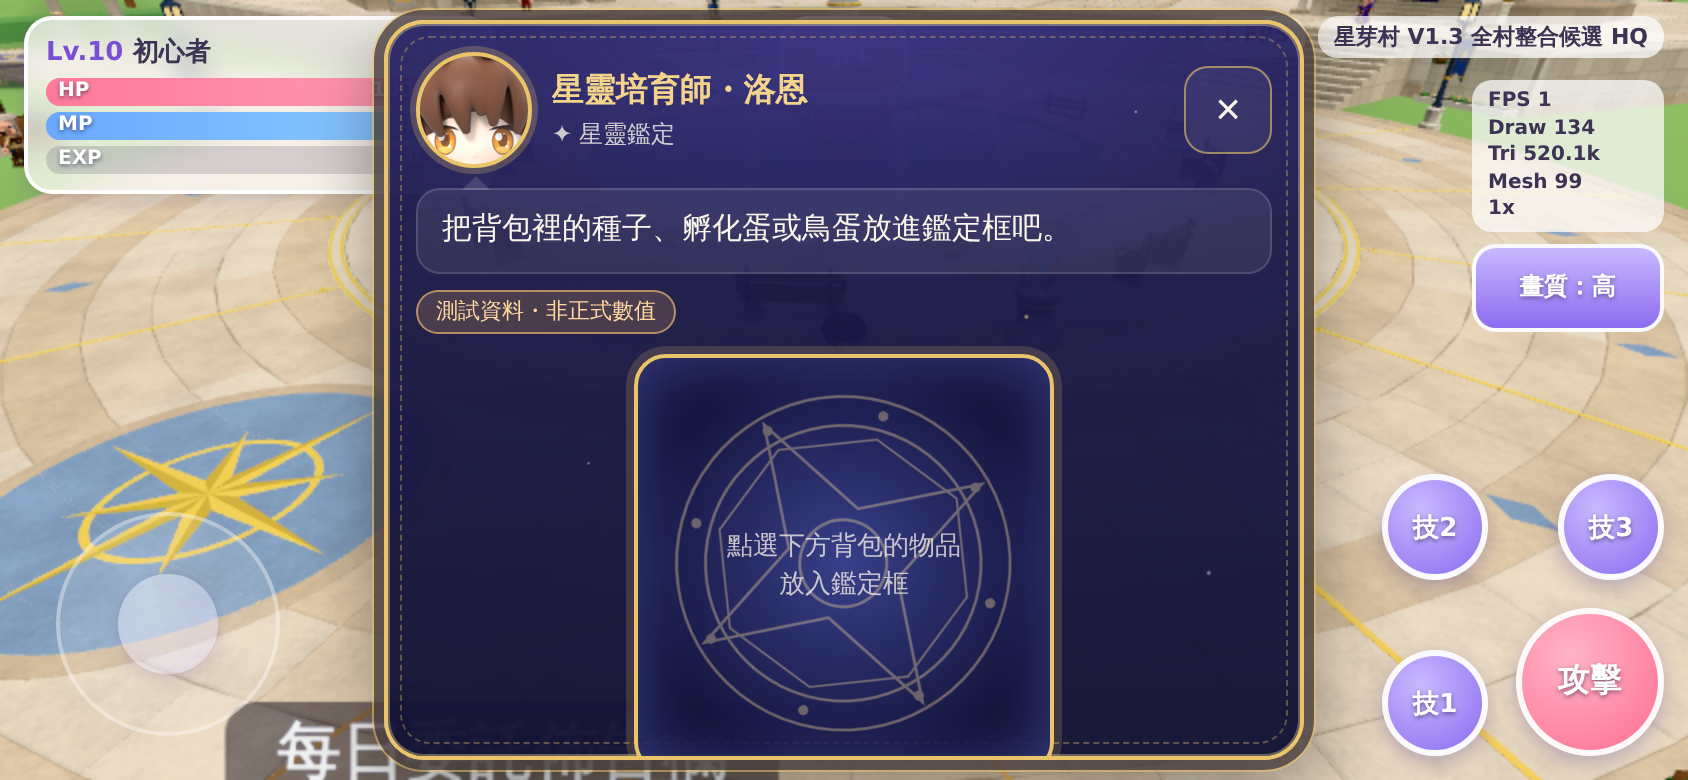 Lv.10 初心者
HP
MP
EXP
星靈培育師・洛恩
✦ 星靈鑑定
×
把背包裡的種子、孵化蛋或鳥蛋放進鑑定框吧。
測試資料・非正式數值
點選下方背包的物品
放入鑑定框
星芽村 V1.3 全村整合候選 HQ
FPS 1
Draw 134
Tri 520.1k
Mesh 99
1x
畫質：高
技2
技3
技1
攻擊
每日委託佈告欄